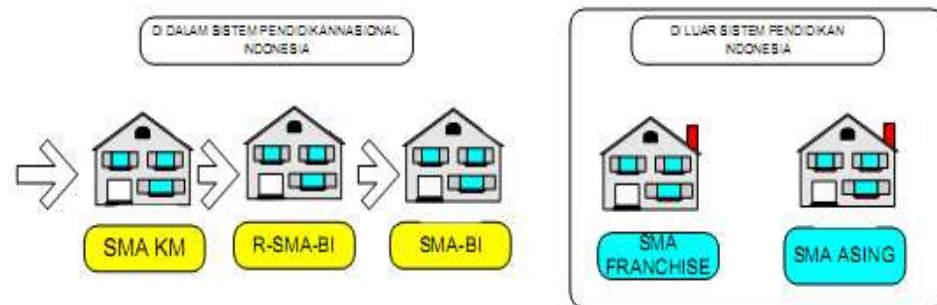 DI DALAM SISTEM PENDIDIKANNASIONAL
INDONESIA
DI LUAR SISTEM PENDIDIKAN
INDONESIA
SMA KM
R-SMA-BI
SMA-BI
SMA
FRANCHISE
SMA ASING